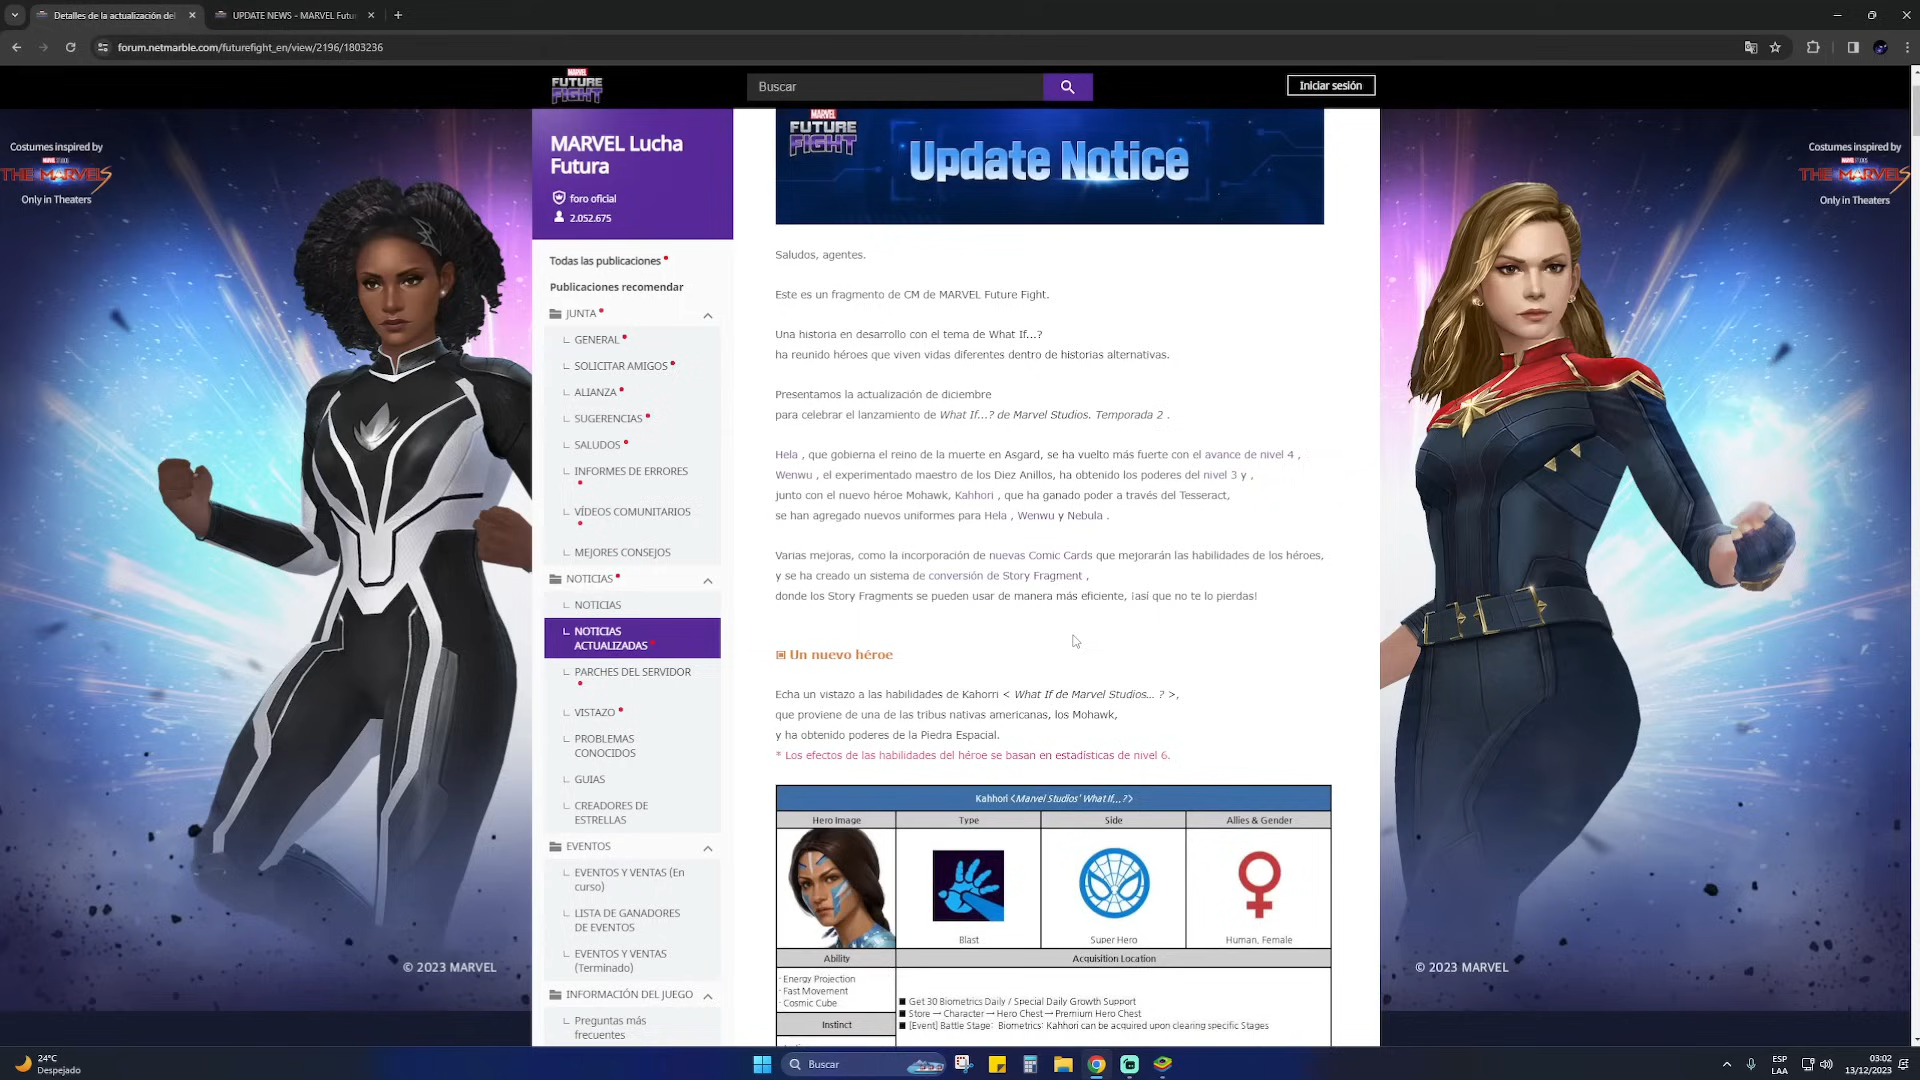 Detalles de la actualización del
UPDATE NEWS - MARVEL Futur
forum.netmarble.com/futurefight_en/view/2196/1803236
MARVEL
FUTURE
FIGHT
Buscar
Iniciar sesión
Costumes inspired by
MARVEL STUDIOS
THE MARVELS
Only in Theaters
© 2023 MARVEL
MARVEL Lucha
Futura
foro oficial
2.052.675
Todas las publicaciones
Publicaciones recomendar
JUNTA
GENERAL
SOLICITAR AMIGOS
ALIANZA
SUGERENCIAS
SALUDOS
INFORMES DE ERRORES
VÍDEOS COMUNITARIOS
MEJORES CONSEJOS
NOTICIAS
NOTICIAS
NOTICIAS
ACTUALIZADAS
PARCHES DEL SERVIDOR
VISTAZO
PROBLEMAS
CONOCIDOS
GUIAS
CREADORES DE
ESTRELLAS
EVENTOS
EVENTOS Y VENTAS (En
curso)
LISTA DE GANADORES
DE EVENTOS
EVENTOS Y VENTAS
(Terminado)
INFORMACIÓN DEL JUEGO
Preguntas más
frecuentes
MARVEL
FUTURE
FIGHT
Update Notice
Saludos, agentes.
Este es un fragmento de CM de MARVEL Future Fight.
Una historia en desarrollo con el tema de What If...?
ha reunido héroes que viven vidas diferentes dentro de historias alternativas.
Presentamos la actualización de diciembre
para celebrar el lanzamiento de What If...? de Marvel Studios. Temporada 2 .
Hela , que gobierna el reino de la muerte en Asgard, se ha vuelto más fuerte con el avance de nivel 4 ,
Wenwu , el experimentado maestro de los Diez Anillos, ha obtenido los poderes del nivel 3 y ,
junto con el nuevo héroe Mohawk, Kahhori , que ha ganado poder a través del Tesseract,
se han agregado nuevos uniformes para Hela , Wenwu y Nebula .
Varias mejoras, como la incorporación de nuevas Comic Cards que mejorarán las habilidades de los héroes,
y se ha creado un sistema de conversión de Story Fragment ,
donde los Story Fragments se pueden usar de manera más eficiente, ¡así que no te lo pierdas!
▣ Un nuevo héroe
Echa un vistazo a las habilidades de Kahorri < What If de Marvel Studios... ? >,
que proviene de una de las tribus nativas americanas, los Mohawk,
y ha obtenido poderes de la Piedra Espacial.
* Los efectos de las habilidades del héroe se basan en estadísticas de nivel 6.
Kahhori <Marvel Studios' What If...?>
Hero Image Type Side Allies & Gender
Blast Super Hero Human, Female
Ability Acquisition Location
· Energy Projection
· Fast Movement
· Cosmic Cube
Instinct
■ Get 30 Biometrics Daily / Special Daily Growth Support
■ Store → Character → Hero Chest → Premium Hero Chest
■ [Event] Battle Stage: Biometrics: Kahhori can be acquired upon clearing specific Stages
Costumes inspired by
MARVEL STUDIOS
THE MARVELS
Only in Theaters
© 2023 MARVEL
24°C
Despejado
Buscar
ESP
LAA
03:02
13/12/2023